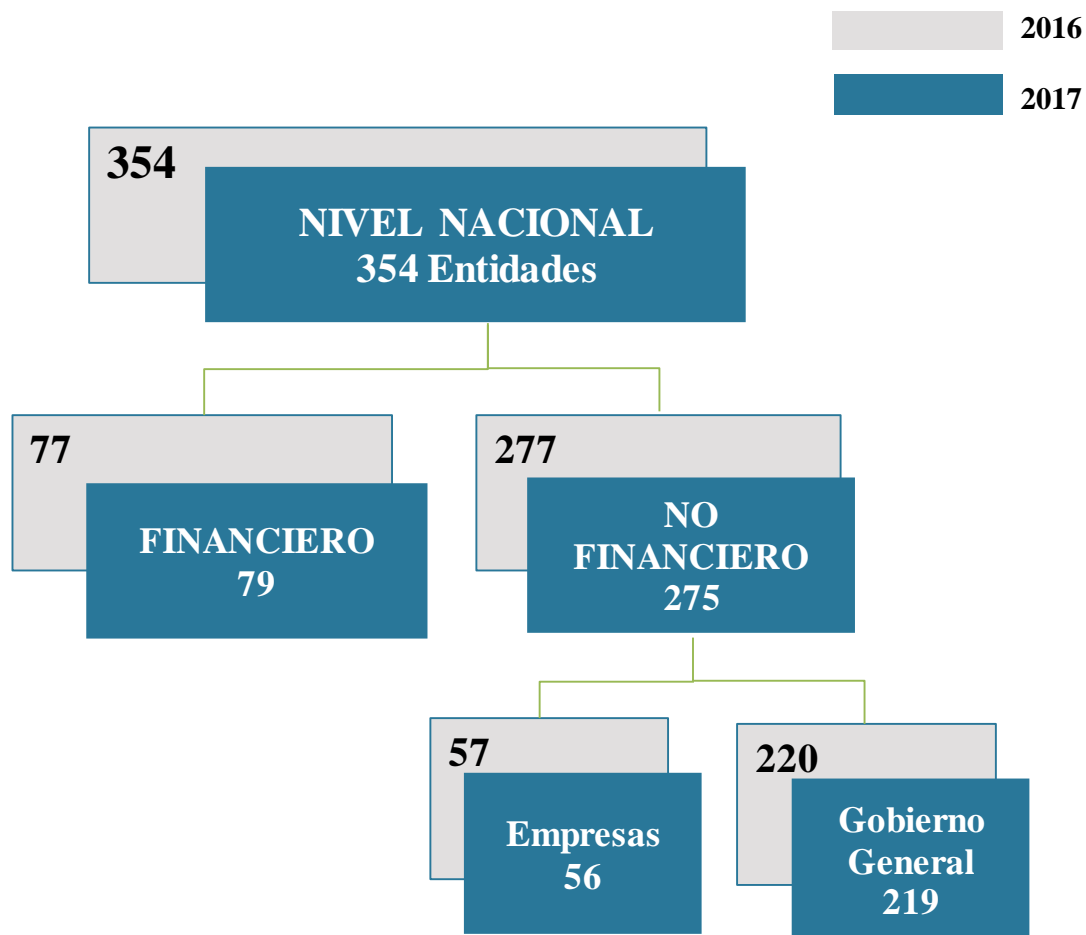 2016
2017
354
NIVEL NACIONAL
354 Entidades
77
FINANCIERO
79
277
NO
FINANCIERO
275
57
Empresas
56
220
Gobierno
General
219